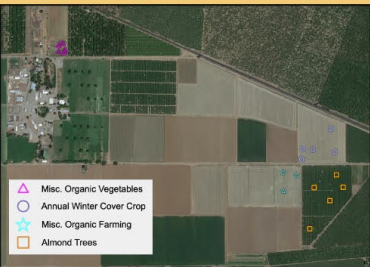 Misc. Organic Vegetables
Annual Winter Cover Crop
Misc. Organic Farming
Almond Trees